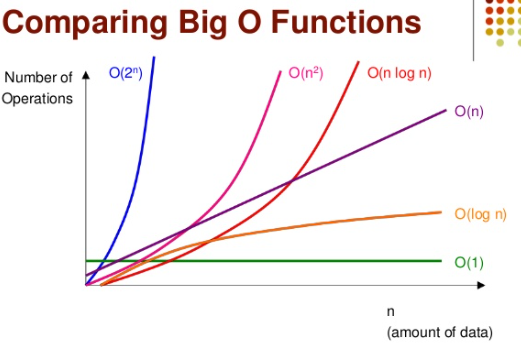 Comparing Big O Functions
Number of
Operations
O(2ⁿ)
O(n²)
O(n log n)
O(n)
O(log n)
O(1)
n
(amount of data)